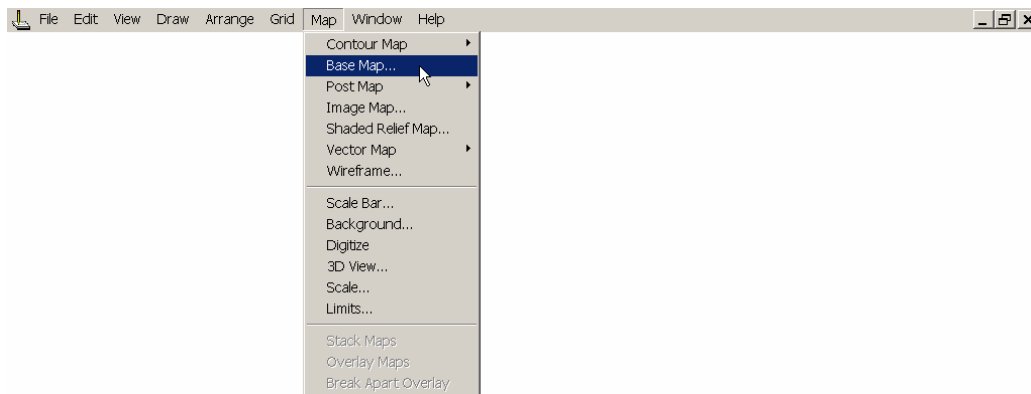 File Edit View Draw Arrange Grid Map Window Help
Contour Map
Base Map...
Post Map
Image Map...
Shaded Relief Map...
Vector Map
Wireframe...
Scale Bar...
Background...
Digitize
3D View...
Scale...
Limits...
Stack Maps
Overlay Maps
Break Apart Overlay